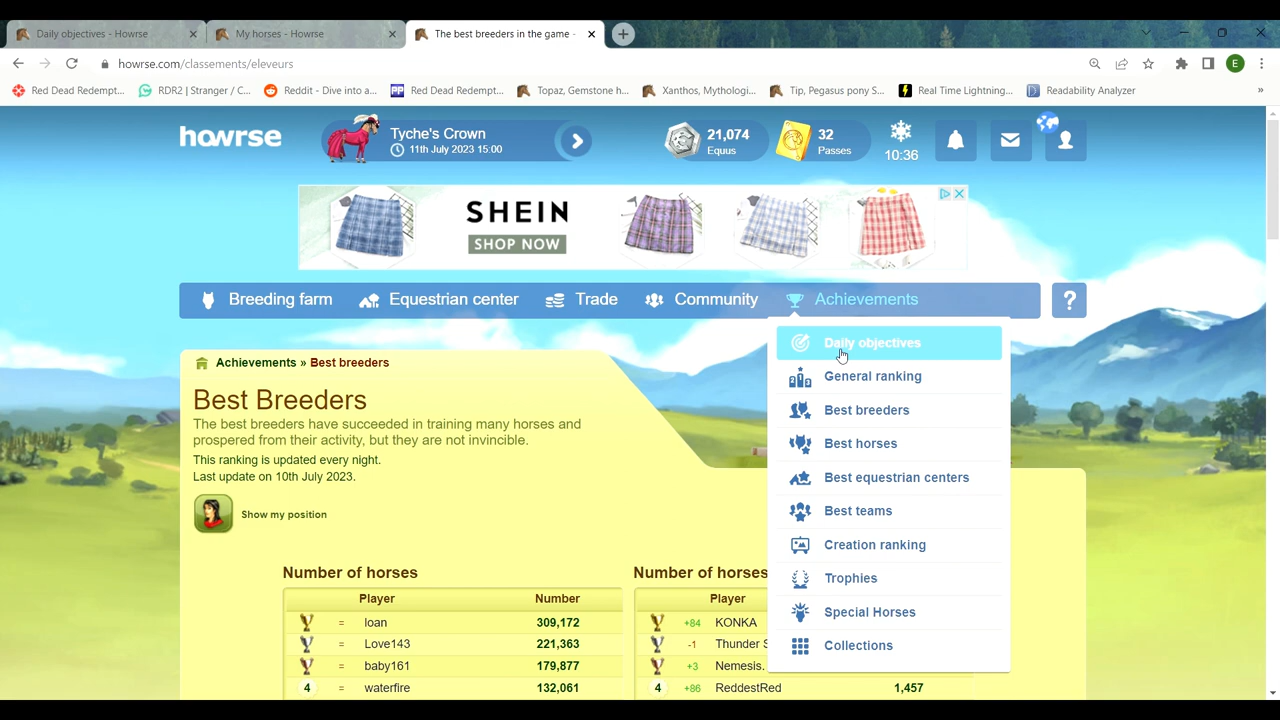 Daily objectives - Howrse
My horses - Howrse
The best breeders in the game -
howrse.com/classements/eleveurs
E
Red Dead Redempt...
RDR2 | Stranger / C...
Reddit - Dive into a...
PP
Red Dead Redempt...
Topaz, Gemstone h...
Xanthos, Mythologi...
Tip, Pegasus pony S...
Real Time Lightning...
Readability Analyzer
»
howrse
Tyche's Crown
11th July 2023 15:00
21,074
Equus
32
Passes
10:36
SHEIN
SHOP NOW
Breeding farm
Equestrian center
Trade
Community
Achievements
?
Daily objectives
General ranking
Best breeders
Best horses
Best equestrian centers
Best teams
Creation ranking
Trophies
Special Horses
Collections
Achievements » Best breeders
Best Breeders
The best breeders have succeeded in training many horses and
prospered from their activity, but they are not invincible.
This ranking is updated every night.
Last update on 10th July 2023.
Show my position
Number of horses
Player Number
= loan 309,172
= Love143 221,363
= baby161 179,877
4 = waterfire 132,061
Number of horses
Player
+84 KONKA
-1 Thunder S
+3 Nemesis.
4 +86 ReddestRed 1,457